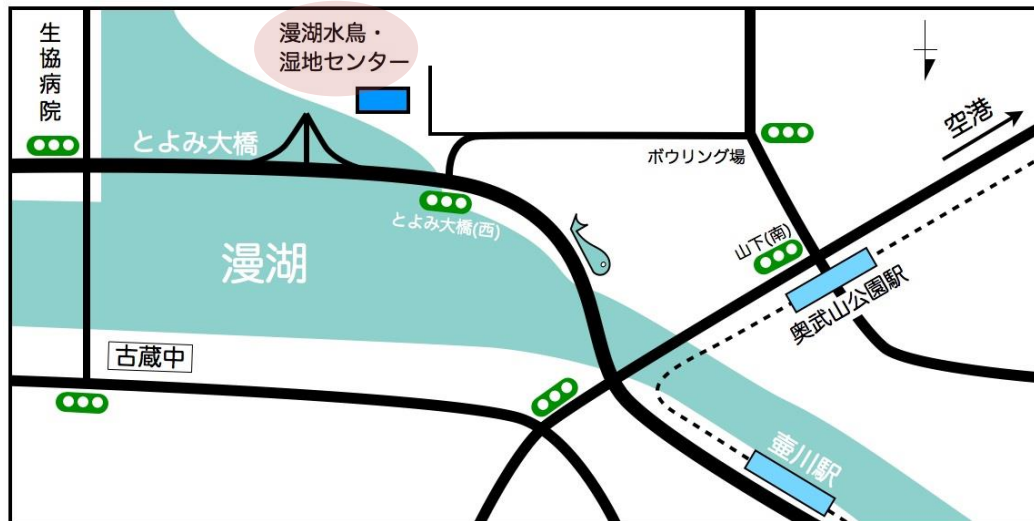 生協病院
漫湖水鳥・
湿地センター
とよみ大橋
空港
ボウリング場
とよみ大橋(西)
山下(南)
漫湖
奥武山公園駅
古蔵中
壷川駅